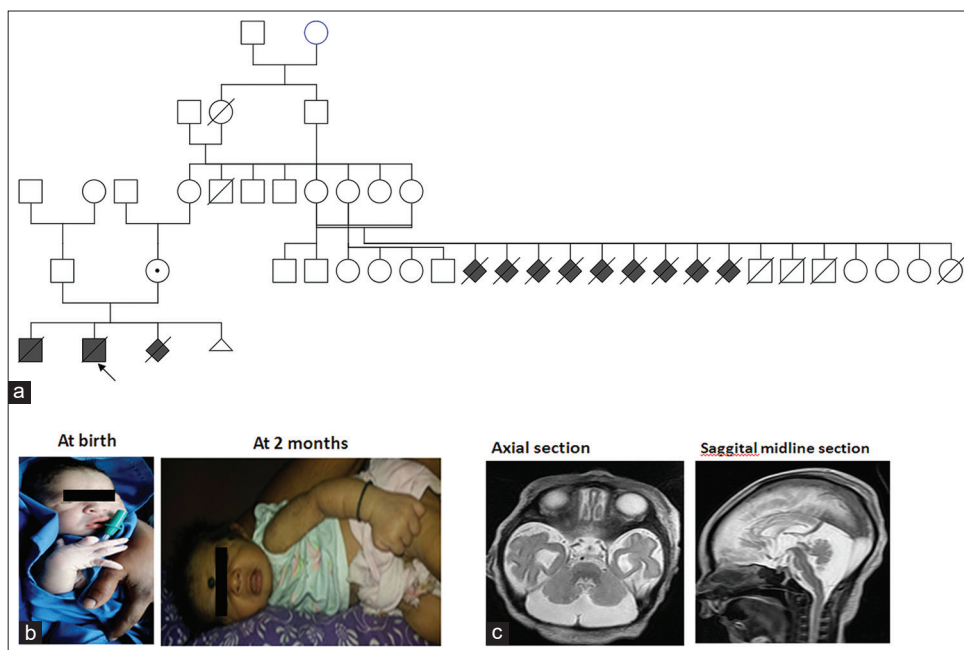 a
At birth
At 2 months
Axial section
Saggital midline section
b
c